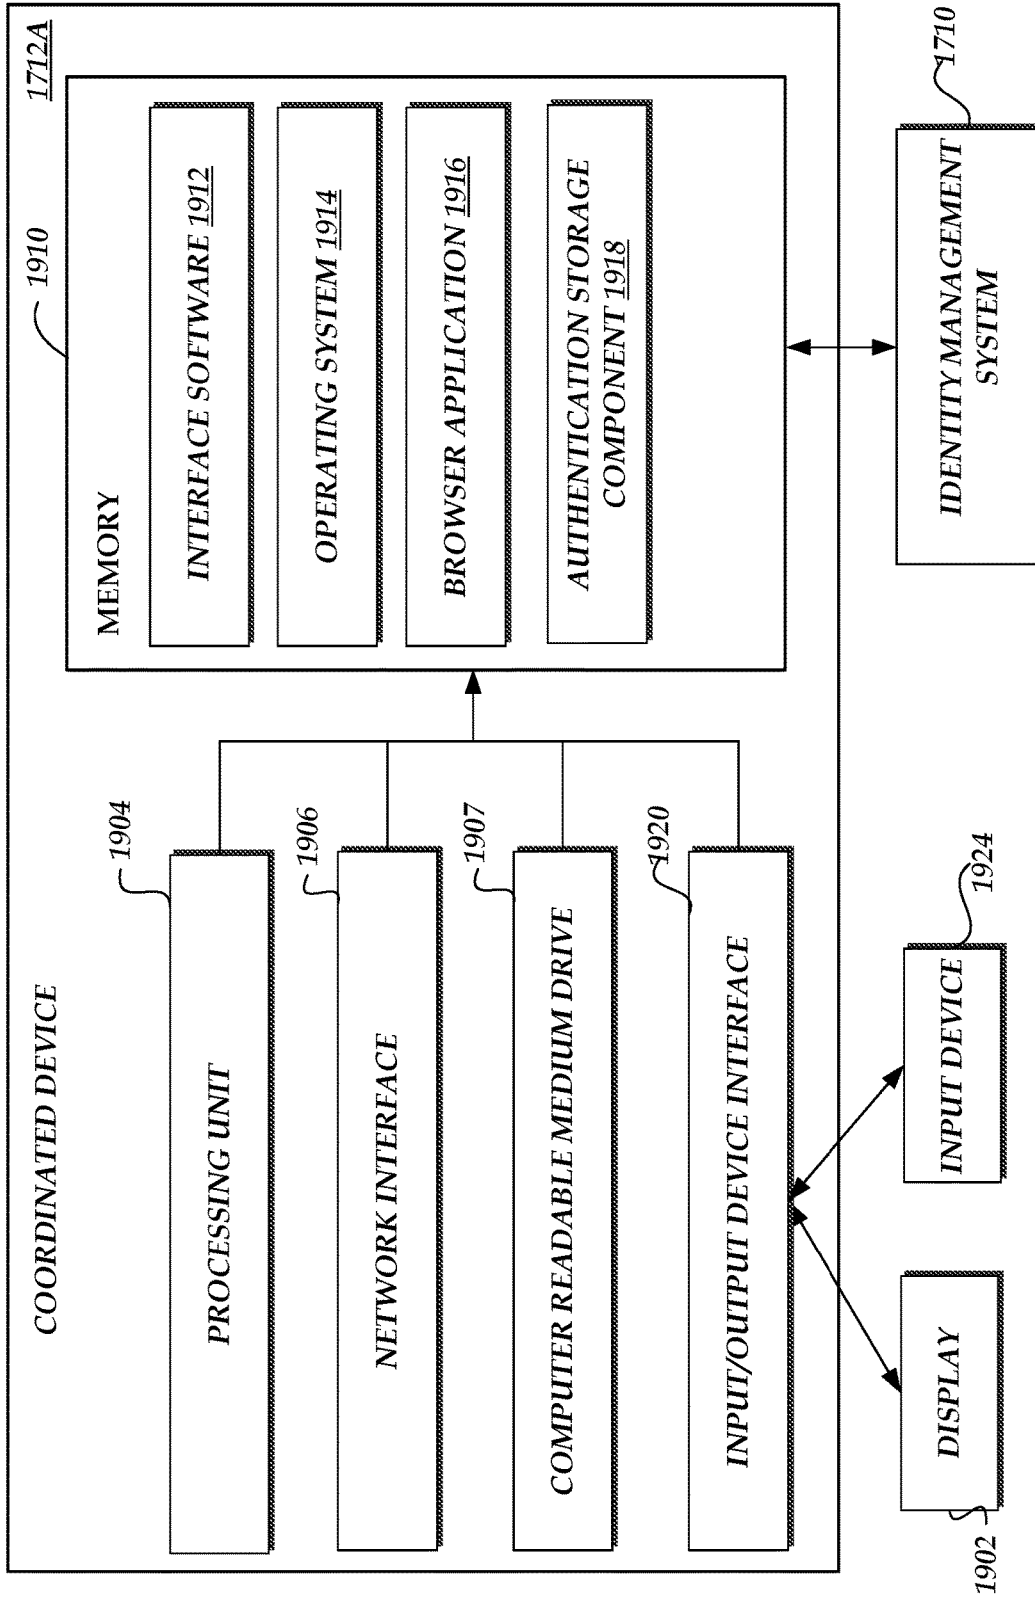 COORDINATED DEVICE
1712A
1904
PROCESSING UNIT
1906
NETWORK INTERFACE
1907
COMPUTER READABLE MEDIUM DRIVE
1920
INPUT/OUTPUT DEVICE INTERFACE
1910
MEMORY
INTERFACE SOFTWARE 1912
OPERATING SYSTEM 1914
BROWSER APPLICATION 1916
AUTHENTICATION STORAGE
COMPONENT 1918
1902
DISPLAY
INPUT DEVICE
1924
IDENTITY MANAGEMENT
SYSTEM
1710